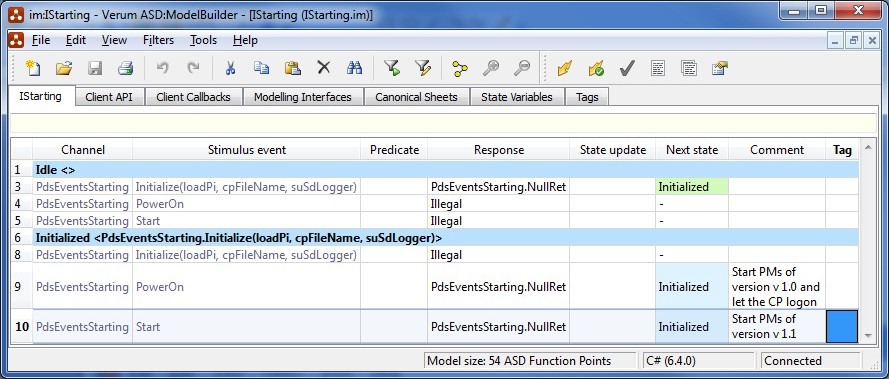 im:IStarting - Verum ASD:ModelBuilder - [IStarting (IStarting.im)]
File Edit View Filters Tools Help
IStarting Client API Client Callbacks Modelling Interfaces Canonical Sheets State Variables Tags
Channel Stimulus event Predicate Response State update Next state Comment Tag
1 Idle <>
3 PdsEventsStarting Initialize(loadPi, cpFileName, suSdLogger) PdsEventsStarting.NullRet Initialized
4 PdsEventsStarting PowerOn Illegal -
5 PdsEventsStarting Start Illegal -
6 Initialized <PdsEventsStarting.Initialize(loadPi, cpFileName, suSdLogger)>
8 PdsEventsStarting Initialize(loadPi, cpFileName, suSdLogger) Illegal -
9 PdsEventsStarting PowerOn PdsEventsStarting.NullRet Initialized Start PMs of
version v 1.0 and
let the CP logon
10 PdsEventsStarting Start PdsEventsStarting.NullRet Initialized Start PMs of
version v 1.1
Model size: 54 ASD Function Points C# (6.4.0) Connected